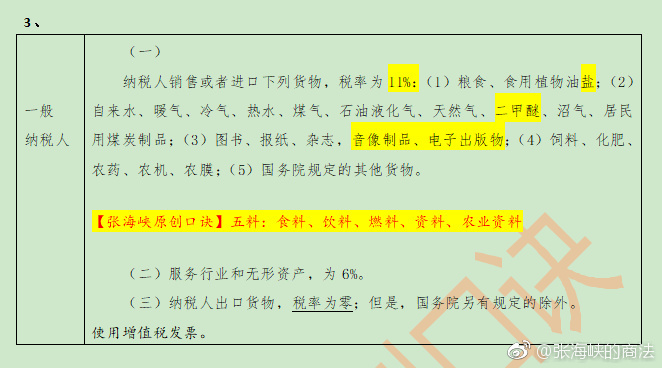 3、
(一)
纳税人销售或者进口下列货物，税率为 11%：(1) 粮食、食用植物油盐；(2)
一般
自来水、暖气、冷气、热水、煤气、石油液化气、天然气、二甲醚、沼气、居民
纳税人
用煤炭制品；(3) 图书、报纸、杂志，音像制品、电子出版物；(4) 饲料、化肥、
农药、农机、农膜；(5) 国务院规定的其他货物。
【张海峡原创口诀】五料：食料、饮料、燃料、资料、农业资料
(二) 服务行业和无形资产，为 6%。
(三) 纳税人出口货物，税率为零；但是，国务院另有规定的除外。
使用增值税发票。
口诀
@张海峡的商法